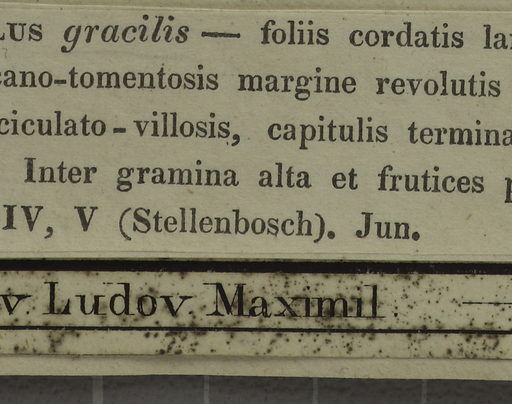 LUS gracilis — foliis cordatis lan
cano-tomentosis margine revolutis
ciculato-villosis, capitulis termina
Inter gramina alta et frutices p
IV, V (Stellenbosch). Jun.
v Ludov Maximil.